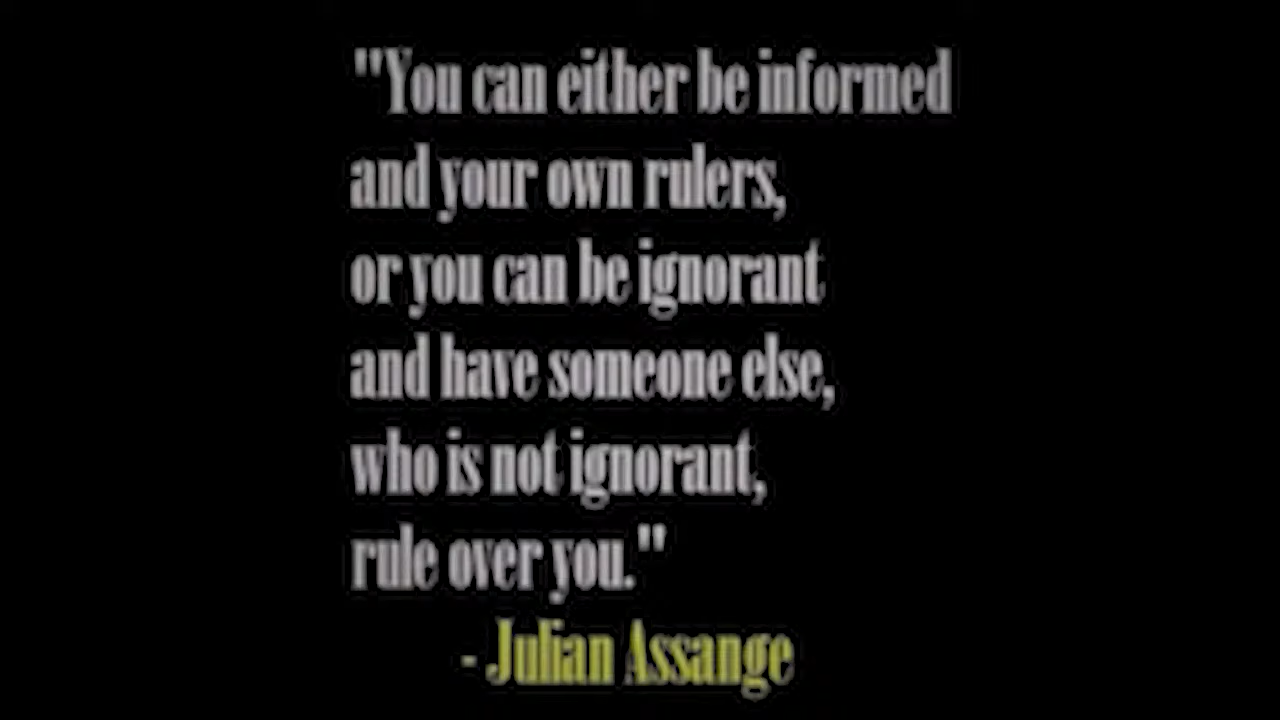 "You can either be informed
and your own rulers,
or you can be ignorant
and have someone else,
who is not ignorant,
rule over you."
- Julian Assange